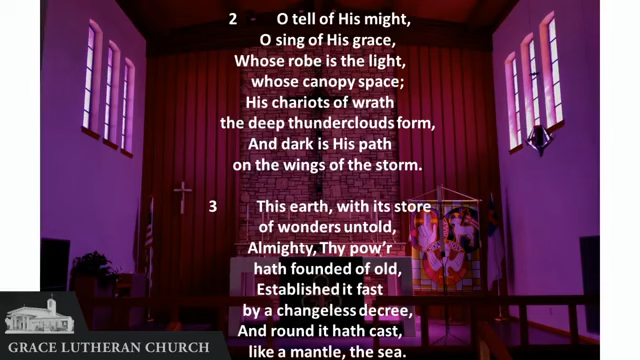 2 O tell of His might,
O sing of His grace,
Whose robe is the light,
whose canopy space;
His chariots of wrath
the deep thunderclouds form,
And dark is His path
on the wings of the storm.
3 This earth, with its store
of wonders untold,
Almighty, Thy pow’r
hath founded of old,
Established it fast
by a changeless decree,
And round it hath cast,
like a mantle, the sea.
GRACE LUTHERAN CHURCH